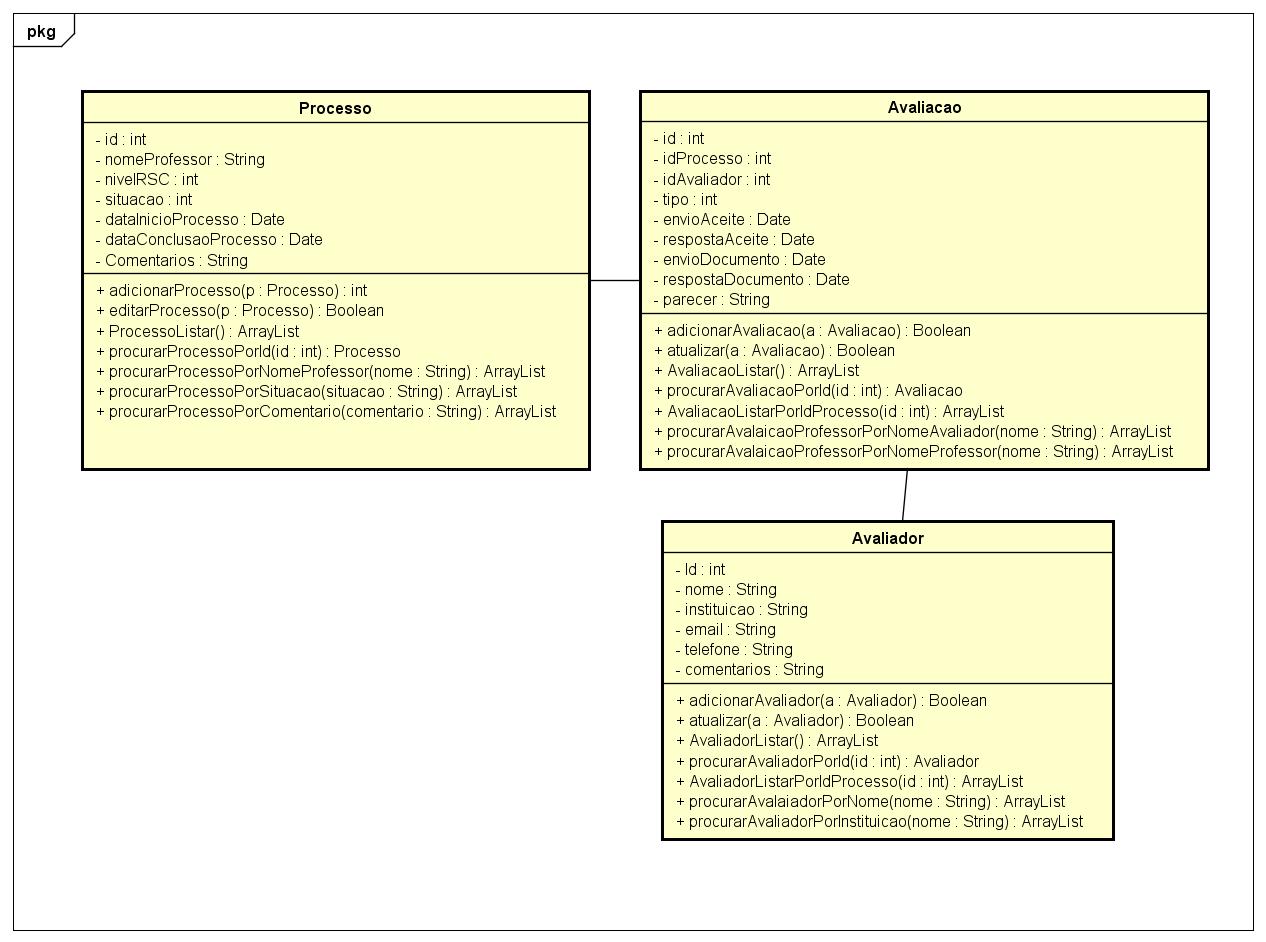 pkg
Processo
- id : int
- nomeProfessor : String
- nivelRSC : int
- situacao : int
- dataInicioProcesso : Date
- dataConclusaoProcesso : Date
- Comentarios : String
+ adicionarProcesso(p : Processo) : int
+ editarProcesso(p : Processo) : Boolean
+ ProcessoListar() : ArrayList
+ procurarProcessoPorId(id : int) : Processo
+ procurarProcessoPorNomeProfessor(nome : String) : ArrayList
+ procurarProcessoPorSituacao(situacao : String) : ArrayList
+ procurarProcessoPorComentario(comentario : String) : ArrayList
Avaliacao
- id : int
- idProcesso : int
- idAvaliador : int
- tipo : int
- envioAceite : Date
- respostaAceite : Date
- envioDocumento : Date
- respostaDocumento : Date
- parecer : String
+ adicionarAvaliacao(a : Avaliacao) : Boolean
+ atualizar(a : Avaliacao) : Boolean
+ AvaliacaoListar() : ArrayList
+ procurarAvaliacaoPorId(id : int) : Avaliacao
+ AvaliacaoListarPorIdProcesso(id : int) : ArrayList
+ procurarAvalaicaoProfessorPorNomeAvaliador(nome : String) : ArrayList
+ procurarAvalaicaoProfessorPorNomeProfessor(nome : String) : ArrayList
Avaliador
- Id : int
- nome : String
- instituicao : String
- email : String
- telefone : String
- comentarios : String
+ adicionarAvaliador(a : Avaliador) : Boolean
+ atualizar(a : Avaliador) : Boolean
+ AvaliadorListar() : ArrayList
+ procurarAvaliadorPorId(id : int) : Avaliador
+ AvaliadorListarPorIdProcesso(id : int) : ArrayList
+ procurarAvalaiadorPorNome(nome : String) : ArrayList
+ procurarAvaliadorPorInstituicao(nome : String) : ArrayList